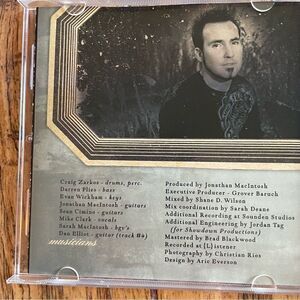 Craig Zarkos - drums, perc.
Darren Plies - bass
Evan Wickham - keys
Jonathan MacIntosh - guitars
Sean Cimino - guitars
Mike Clark - vocals
Sarah MacIntosh - bgv's
Dan Elliot - guitar (track #2)
musicians
Produced by Jonathan MacIntosh
Executive Producer - Grover Baruch
Mixed by Shane D. Wilson
Mix coordination by Sarah Deane
Additional Recording at Sounden Studios
Additional Engineering by Jordan Tag
(for Showdown Productions)
Mastered by Brad Blackwood
Recorded at {L}istener
Photography by Christian Rios
Design by Aric Everson